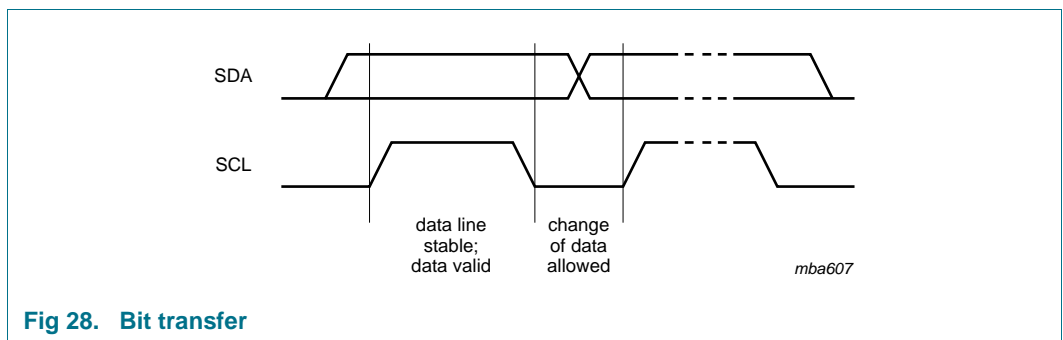 SDA
SCL
data line
stable;
data valid
change
of data
allowed
mba607
Fig 28. Bit transfer